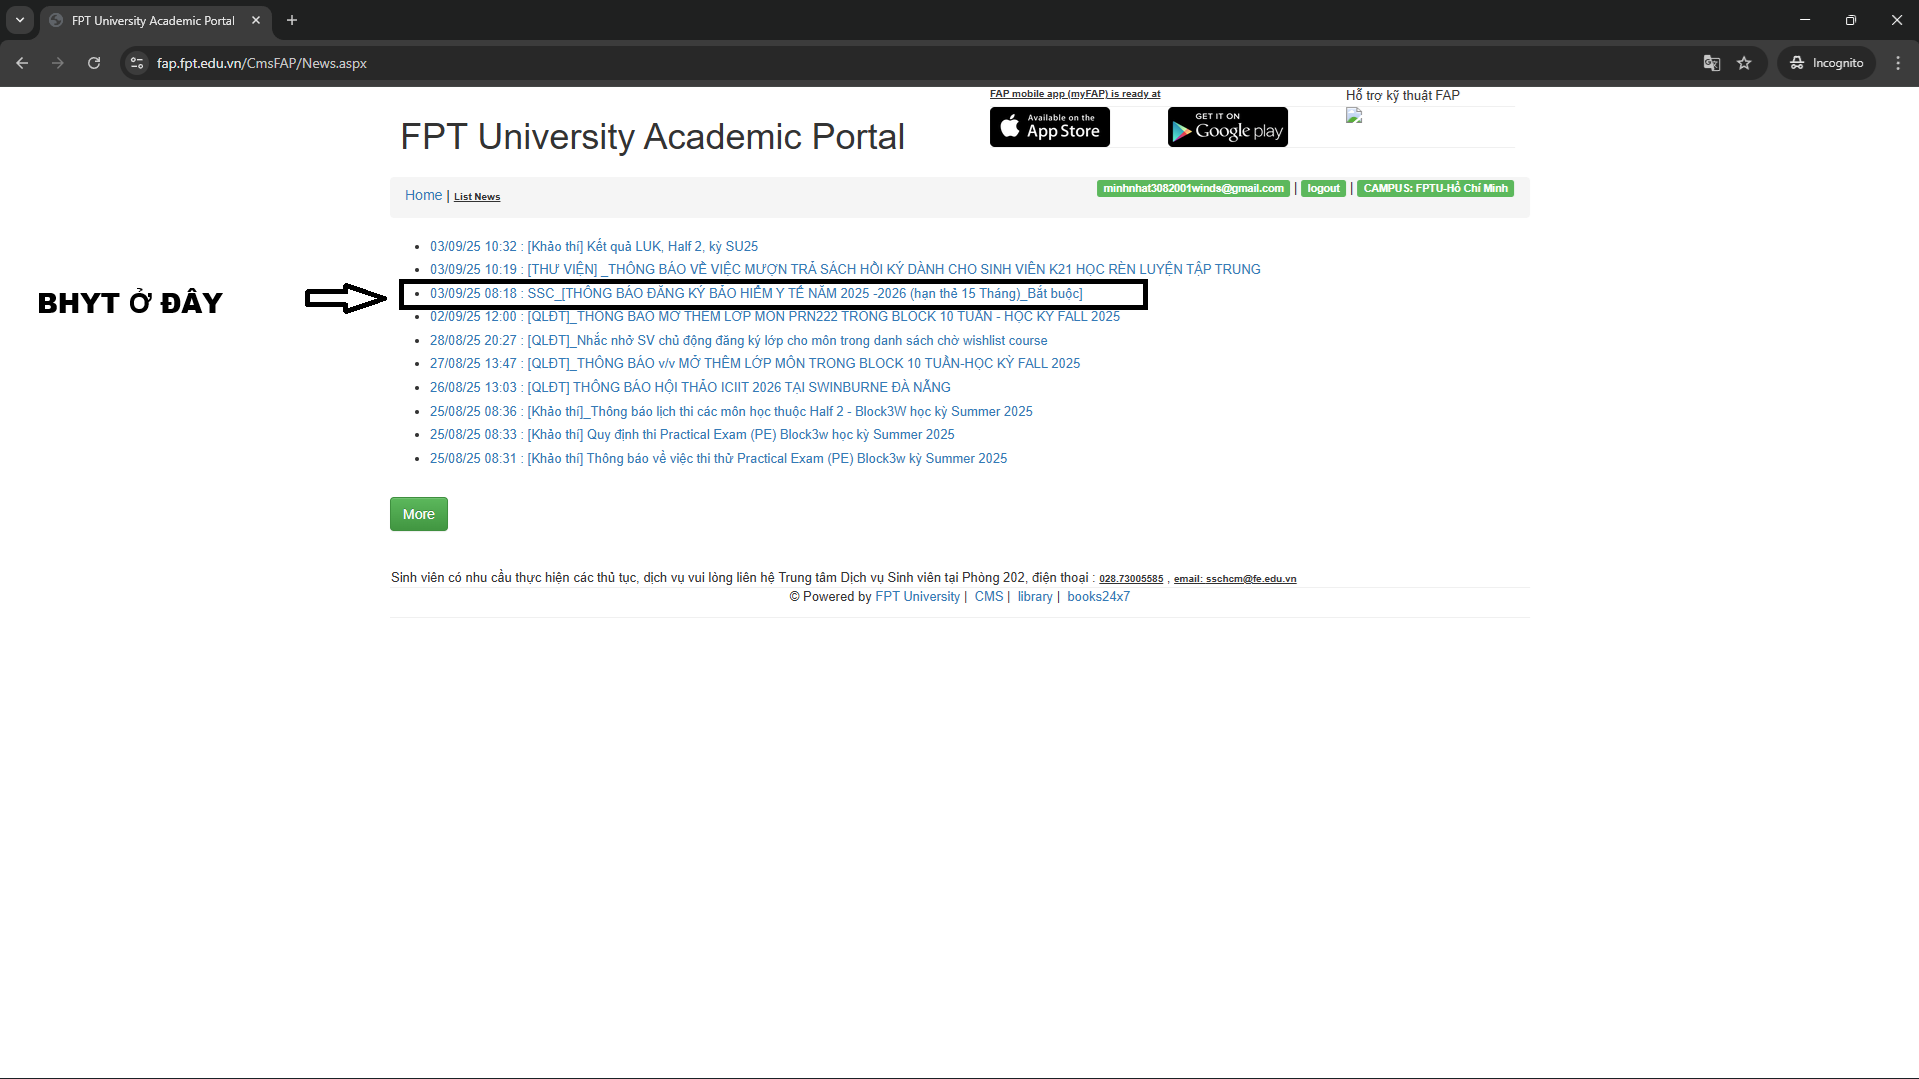 FPT University Academic Portal
fap.fpt.edu.vn/CmsFAP/News.aspx
Incognito
FAP mobile app (myFAP) is ready at
Hỗ trợ kỹ thuật FAP
FPT University Academic Portal
Available on the App Store
GET IT ON Google play
Home | List News
minhnhat3082001winds@gmail.com | logout | CAMPUS: FPTU-Hồ Chí Minh
03/09/25 10:32 : [Khảo thí] Kết quả LUK, Half 2, kỳ SU25
03/09/25 10:19 : [THƯ VIỆN] _THÔNG BÁO VỀ VIỆC MƯỢN TRẢ SÁCH HỒI KÝ DÀNH CHO SINH VIÊN K21 HỌC RÈN LUYỆN TẬP TRUNG
BHYT Ở ĐÂY
03/09/25 08:18 : SSC_[THÔNG BÁO ĐĂNG KÝ BẢO HIỂM Y TẾ NĂM 2025 -2026 (hạn thẻ 15 Tháng)_Bắt buộc]
02/09/25 12:00 : [QLĐT]_THÔNG BÁO MỞ THÊM LỚP MÔN PRN222 TRONG BLOCK 10 TUẦN - HỌC KỲ FALL 2025
28/08/25 20:27 : [QLĐT]_Nhắc nhở SV chủ động đăng ký lớp cho môn trong danh sách chờ wishlist course
27/08/25 13:47 : [QLĐT]_THÔNG BÁO v/v MỞ THÊM LỚP MÔN TRONG BLOCK 10 TUẦN-HỌC KỲ FALL 2025
26/08/25 13:03 : [QLĐT] THÔNG BÁO HỘI THẢO ICIIT 2026 TẠI SWINBURNE ĐÀ NẴNG
25/08/25 08:36 : [Khảo thí]_Thông báo lịch thi các môn học thuộc Half 2 - Block3W học kỳ Summer 2025
25/08/25 08:33 : [Khảo thí] Quy định thi Practical Exam (PE) Block3w học kỳ Summer 2025
25/08/25 08:31 : [Khảo thí] Thông báo về việc thi thử Practical Exam (PE) Block3w kỳ Summer 2025
More
Sinh viên có nhu cầu thực hiện các thủ tục, dịch vụ vui lòng liên hệ Trung tâm Dịch vụ Sinh viên tại Phòng 202, điện thoại : 028.73005585 , email: sschcm@fe.edu.vn
© Powered by FPT University | CMS | library | books24x7